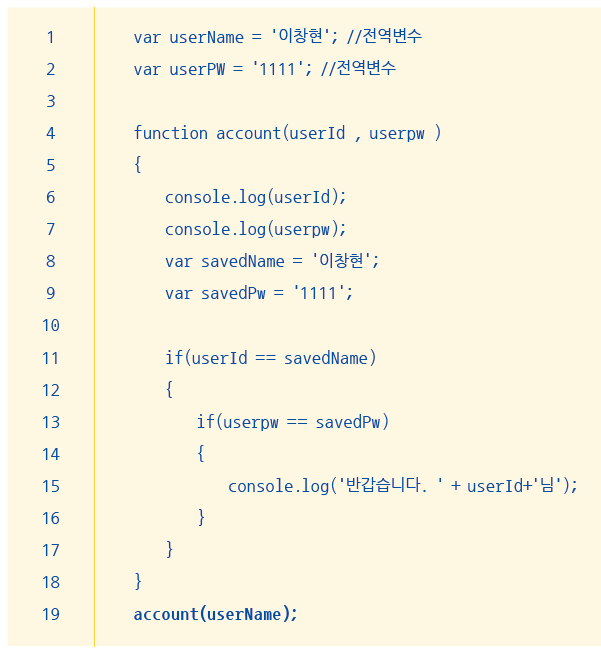 1 var userName = '이창현'; //전역변수
2 var userPW = '1111'; //전역변수
3
4 function account(userId , userpw )
5 {
6 console.log(userId);
7 console.log(userpw);
8 var savedName = '이창현';
9 var savedPw = '1111';
10
11 if(userId == savedName)
12 {
13 if(userpw == savedPw)
14 {
15 console.log('반갑습니다. ' + userId+'님');
16 }
17 }
18 }
19 account(userName);